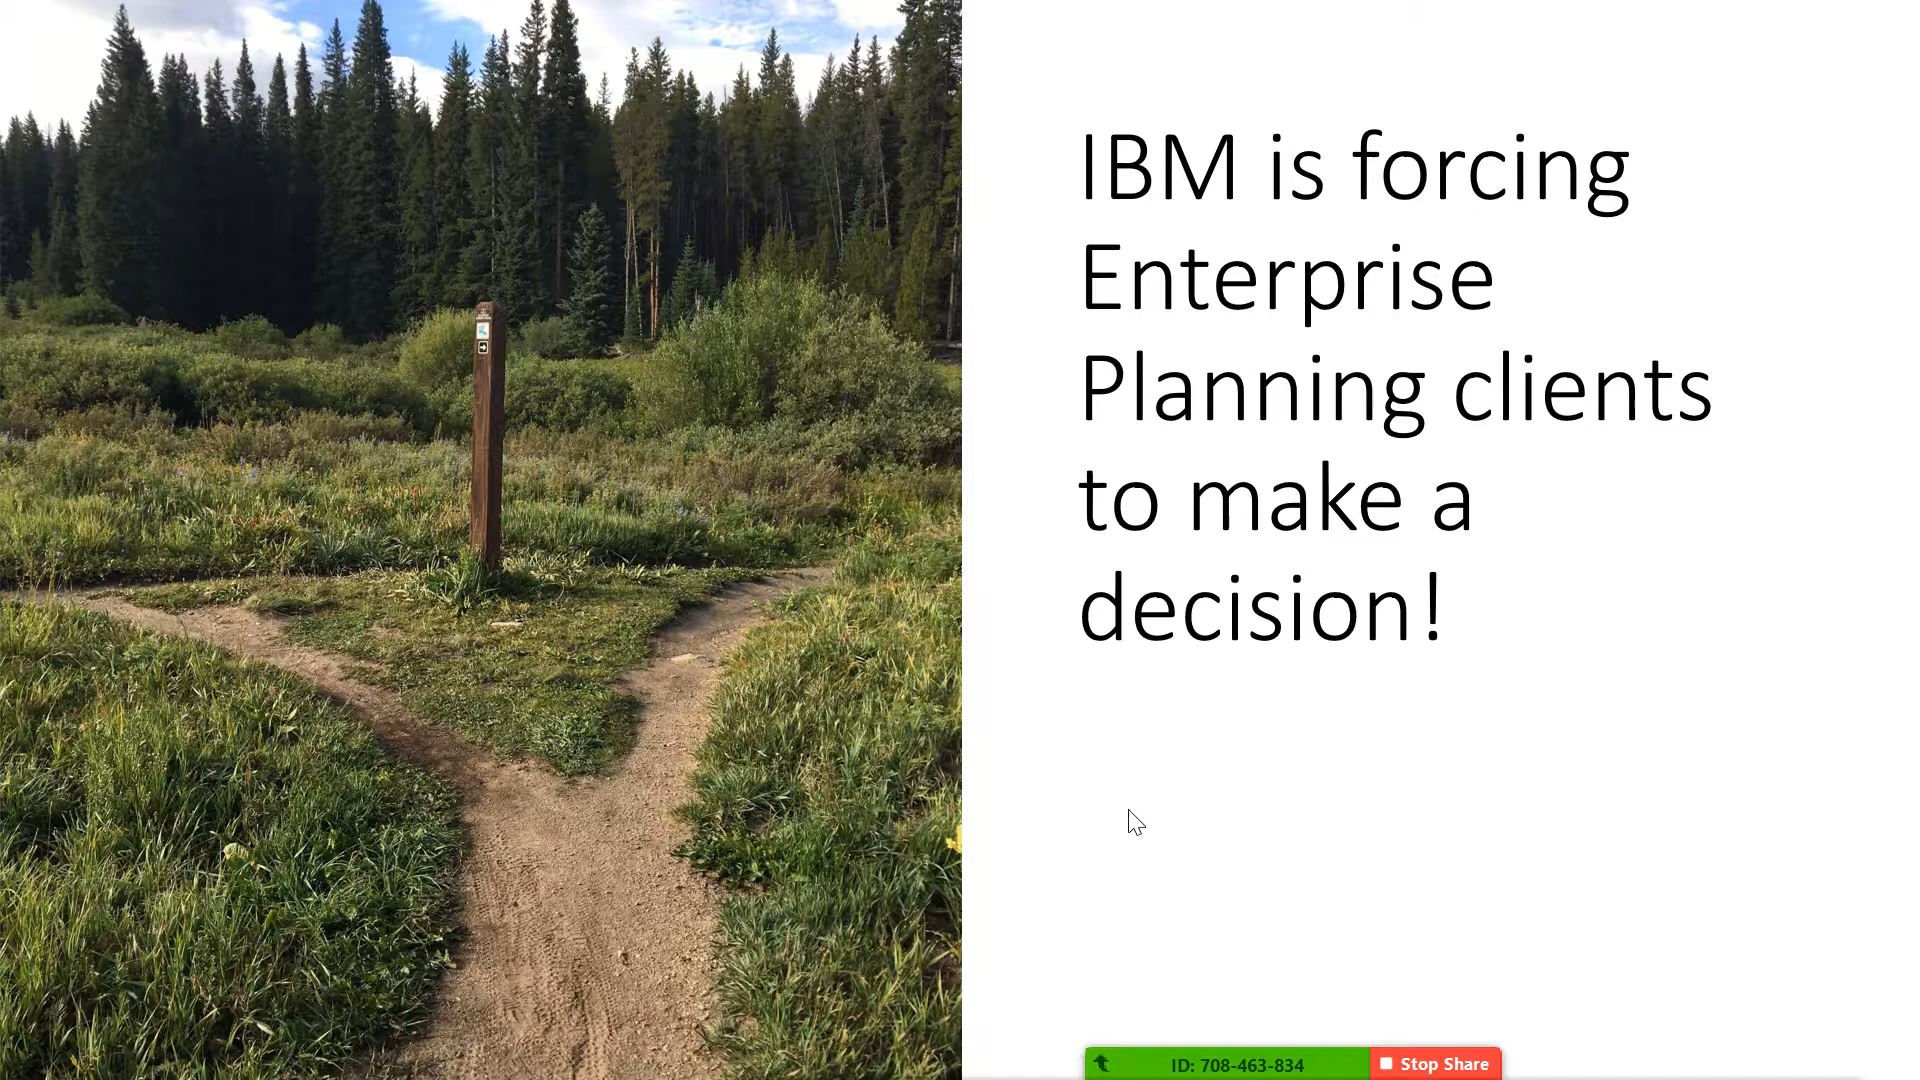 IBM is forcing
Enterprise
Planning clients
to make a
decision!
ID: 708-463-834
Stop Share